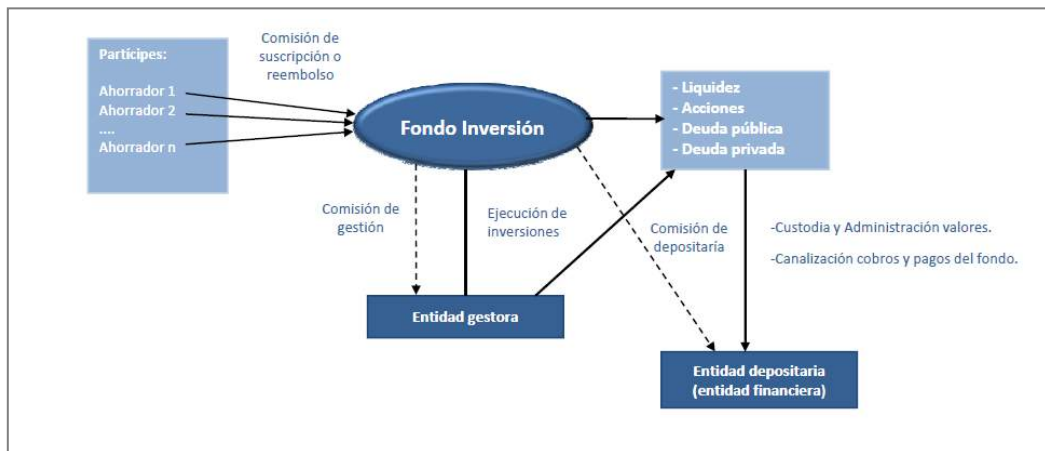 Partícipes:
Ahorrador 1
Ahorrador 2
....
Ahorrador n
Comisión de
suscripción o
reembolso
Fondo Inversión
- Liquidez
- Acciones
- Deuda pública
- Deuda privada
Comisión de
gestión
Ejecución de
inversiones
Comisión de
depositaría
-Custodia y Administración valores.
-Canalización cobros y pagos del fondo.
Entidad gestora
Entidad depositaria
(entidad financiera)